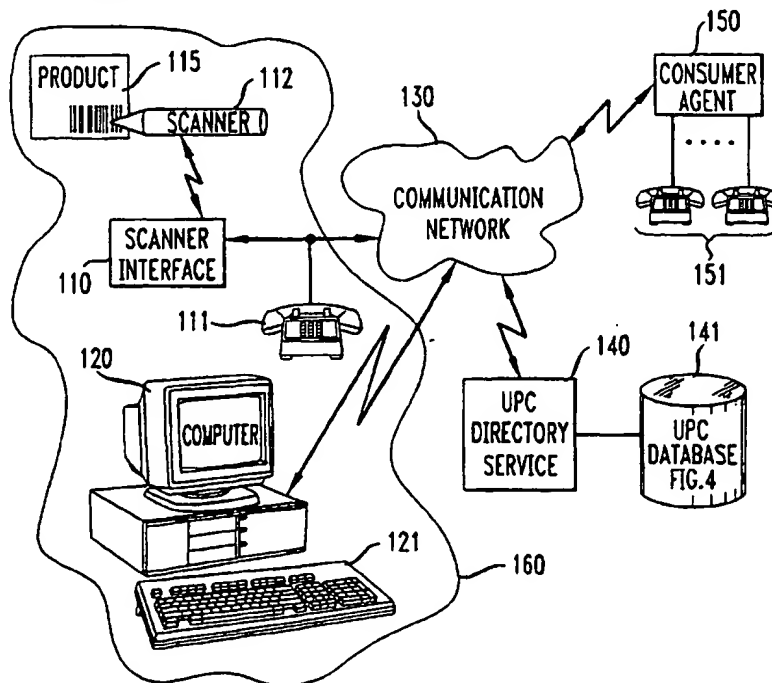 PRODUCT
115
112
SCANNER
SCANNER
INTERFACE
110
111
120
COMPUTER
121
160
130
COMMUNICATION
NETWORK
150
CONSUMER
AGENT
151
140
UPC
DIRECTORY
SERVICE
141
UPC
DATABASE
FIG.4